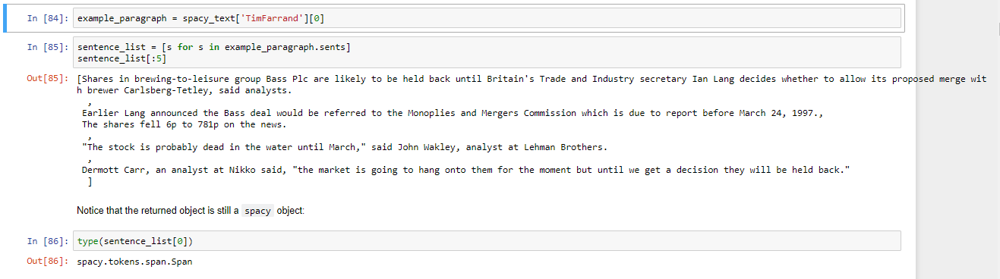 In [84]: example_paragraph = spacy_text['TimFarrand'][0]
In [85]: sentence_list = [s for s in example_paragraph.sents]
sentence_list[:5]
Out[85]: [Shares in brewing-to-leisure group Bass Plc are likely to be held back until Britain's Trade and Industry secretary Ian Lang decides whether to allow its proposed merge wit
h brewer Carlsberg-Tetley, said analysts.
,
Earlier Lang announced the Bass deal would be referred to the Monoplies and Mergers Commission which is due to report before March 24, 1997.,
The shares fell 6p to 781p on the news.
,
"The stock is probably dead in the water until March," said John Wakley, analyst at Lehman Brothers.
,
Dermott Carr, an analyst at Nikko said, "the market is going to hang onto them for the moment but until we get a decision they will be held back."
]
Notice that the returned object is still a spacy object:
In [86]: type(sentence_list[0])
Out[86]: spacy.tokens.span.Span